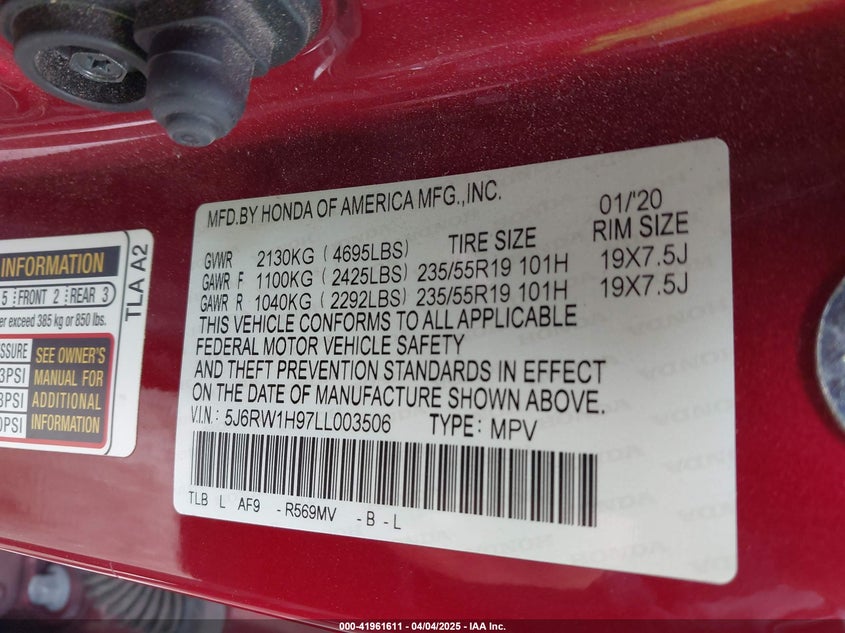 MFD.BY HONDA OF AMERICA MFG.,INC. 01/'20
GVWR 2130KG (4695LBS) TIRE SIZE RIM SIZE
GAWR F 1100KG (2425LBS) 235/55R19 101H 19X7.5J
GAWR R 1040KG (2292LBS) 235/55R19 101H 19X7.5J
THIS VEHICLE CONFORMS TO ALL APPLICABLE
FEDERAL MOTOR VEHICLE SAFETY
AND THEFT PREVENTION STANDARDS IN EFFECT
ON THE DATE OF MANUFACTURE SHOWN ABOVE.
V.I.N: 5J6RW1H97LL003506 TYPE: MPV
TLB L AF9 -R569MV -B-L
INFORMATION
5 FRONT 2 REAR 3
exceed 385 kg or 850 lbs.
SEE OWNER'S
3PSI MANUAL FOR
3PSI ADDITIONAL
0PSI INFORMATION
TLA A2
000-41961611 - 04/04/2025 - IAA Inc.